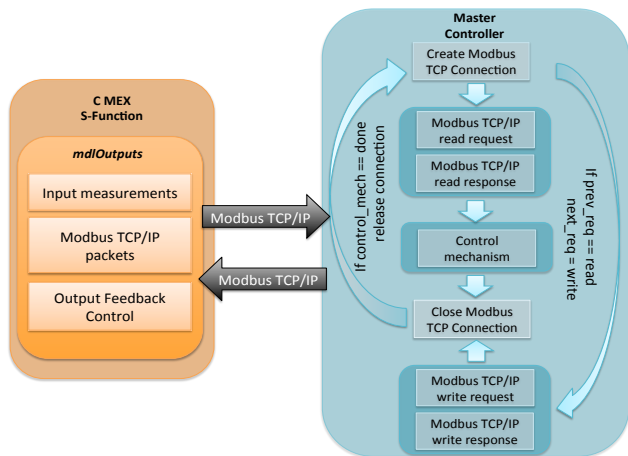 C MEX
S-Function
mdlOutputs
Input measurements
Modbus TCP/IP
packets
Output Feedback
Control
Modbus TCP/IP
Modbus TCP/IP
Master
Controller
Create Modbus
TCP Connection
Modbus TCP/IP
read request
Modbus TCP/IP
read response
Control
mechanism
Close Modbus
TCP Connection
Modbus TCP/IP
write request
Modbus TCP/IP
write response
If control_mech == done
release connection
If prev_req == read
next_req = write